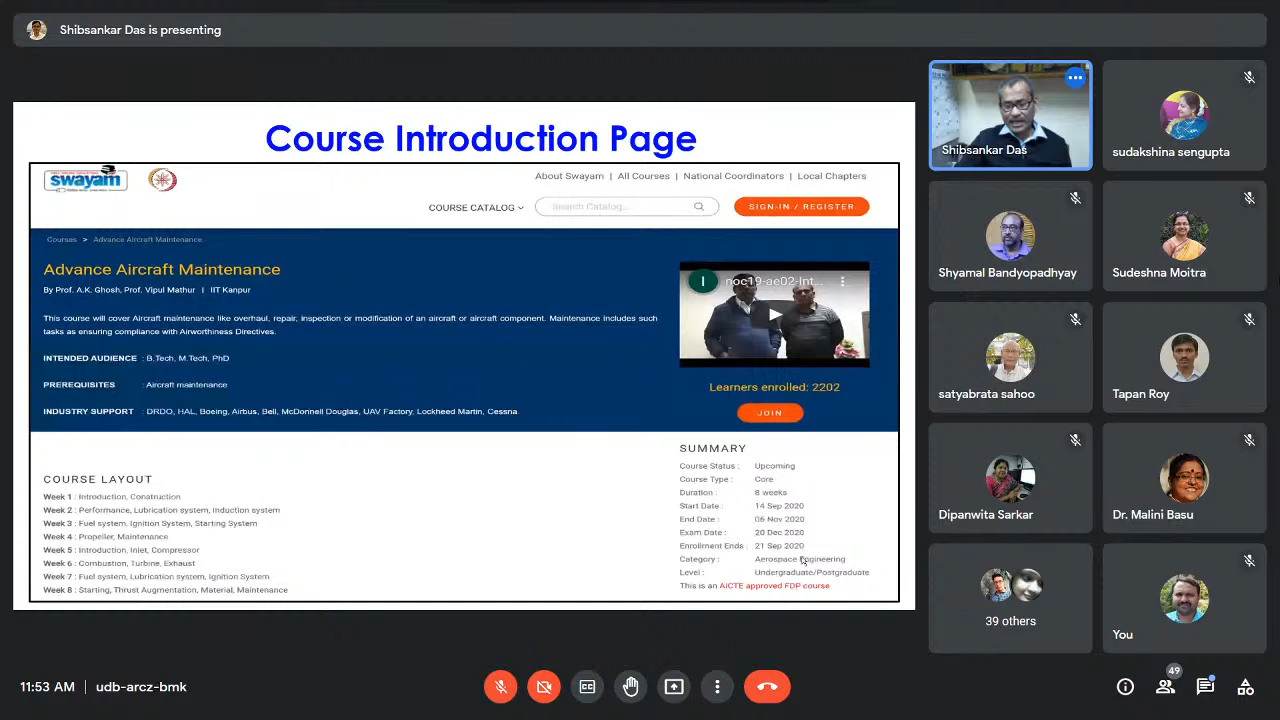 Shibsankar Das is presenting
Course Introduction Page
swayam
About Swayam | All Courses | National Coordinators | Local Chapters
COURSE CATALOG
Search Catalog...
SIGN-IN / REGISTER
Courses > Advance Aircraft Maintenance
Advance Aircraft Maintenance
By Prof. A.K. Ghosh, Prof. Vipul Mathur | IIT Kanpur
This course will cover Aircraft maintenance like overhaul, repair, inspection or modification of an aircraft or aircraft component. Maintenance includes such
tasks as ensuring compliance with Airworthiness Directives.
INTENDED AUDIENCE : B.Tech, M.Tech, PhD
PREREQUISITES : Aircraft maintenance
INDUSTRY SUPPORT : DRDO, HAL, Boeing, Airbus, Bell, McDonnell Douglas, UAV Factory, Lockheed Martin, Cessna.
I noc19-ae02-Int...
Learners enrolled: 2202
JOIN
COURSE LAYOUT
Week 1 : Introduction, Construction
Week 2 : Performance, Lubrication system, Induction system
Week 3 : Fuel system, Ignition System, Starting System
Week 4 : Propeller, Maintenance
Week 5 : Introduction, Inlet, Compressor
Week 6 : Combustion, Turbine, Exhaust
Week 7 : Fuel system, Lubrication system, Ignition System
Week 8 : Starting, Thrust Augmentation, Material, Maintenance
SUMMARY
Course Status : Upcoming
Course Type : Core
Duration : 8 weeks
Start Date : 14 Sep 2020
End Date : 06 Nov 2020
Exam Date : 20 Dec 2020
Enrollment Ends : 21 Sep 2020
Category : Aerospace Engineering
Level : Undergraduate/Postgraduate
This is an AICTE approved FDP course
Shibsankar Das
sudakshina sengupta
Shyamal Bandyopadhyay
Sudeshna Moitra
satyabrata sahoo
Tapan Roy
Dipanwita Sarkar
Dr. Malini Basu
39 others
You
11:53 AM | udb-arcz-bmk
49